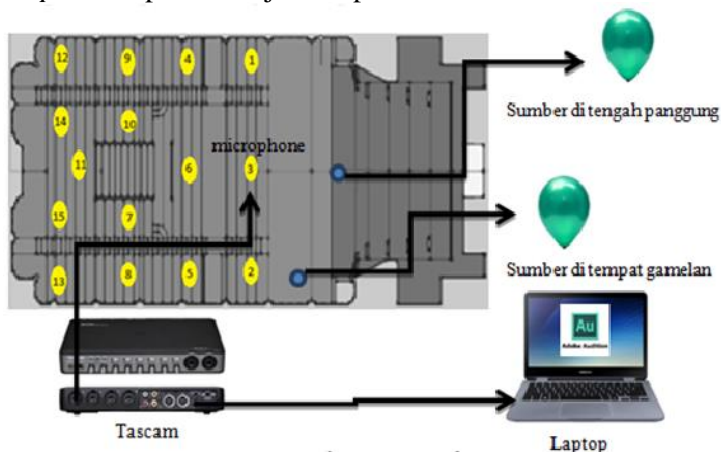 12
9
4
1
14
10
microphone
11
6
3
15
7
13
8
5
2
Sumber di tengah panggung
Sumber di tempat gamelan
Au
Adobe Audition
Tascam
Laptop